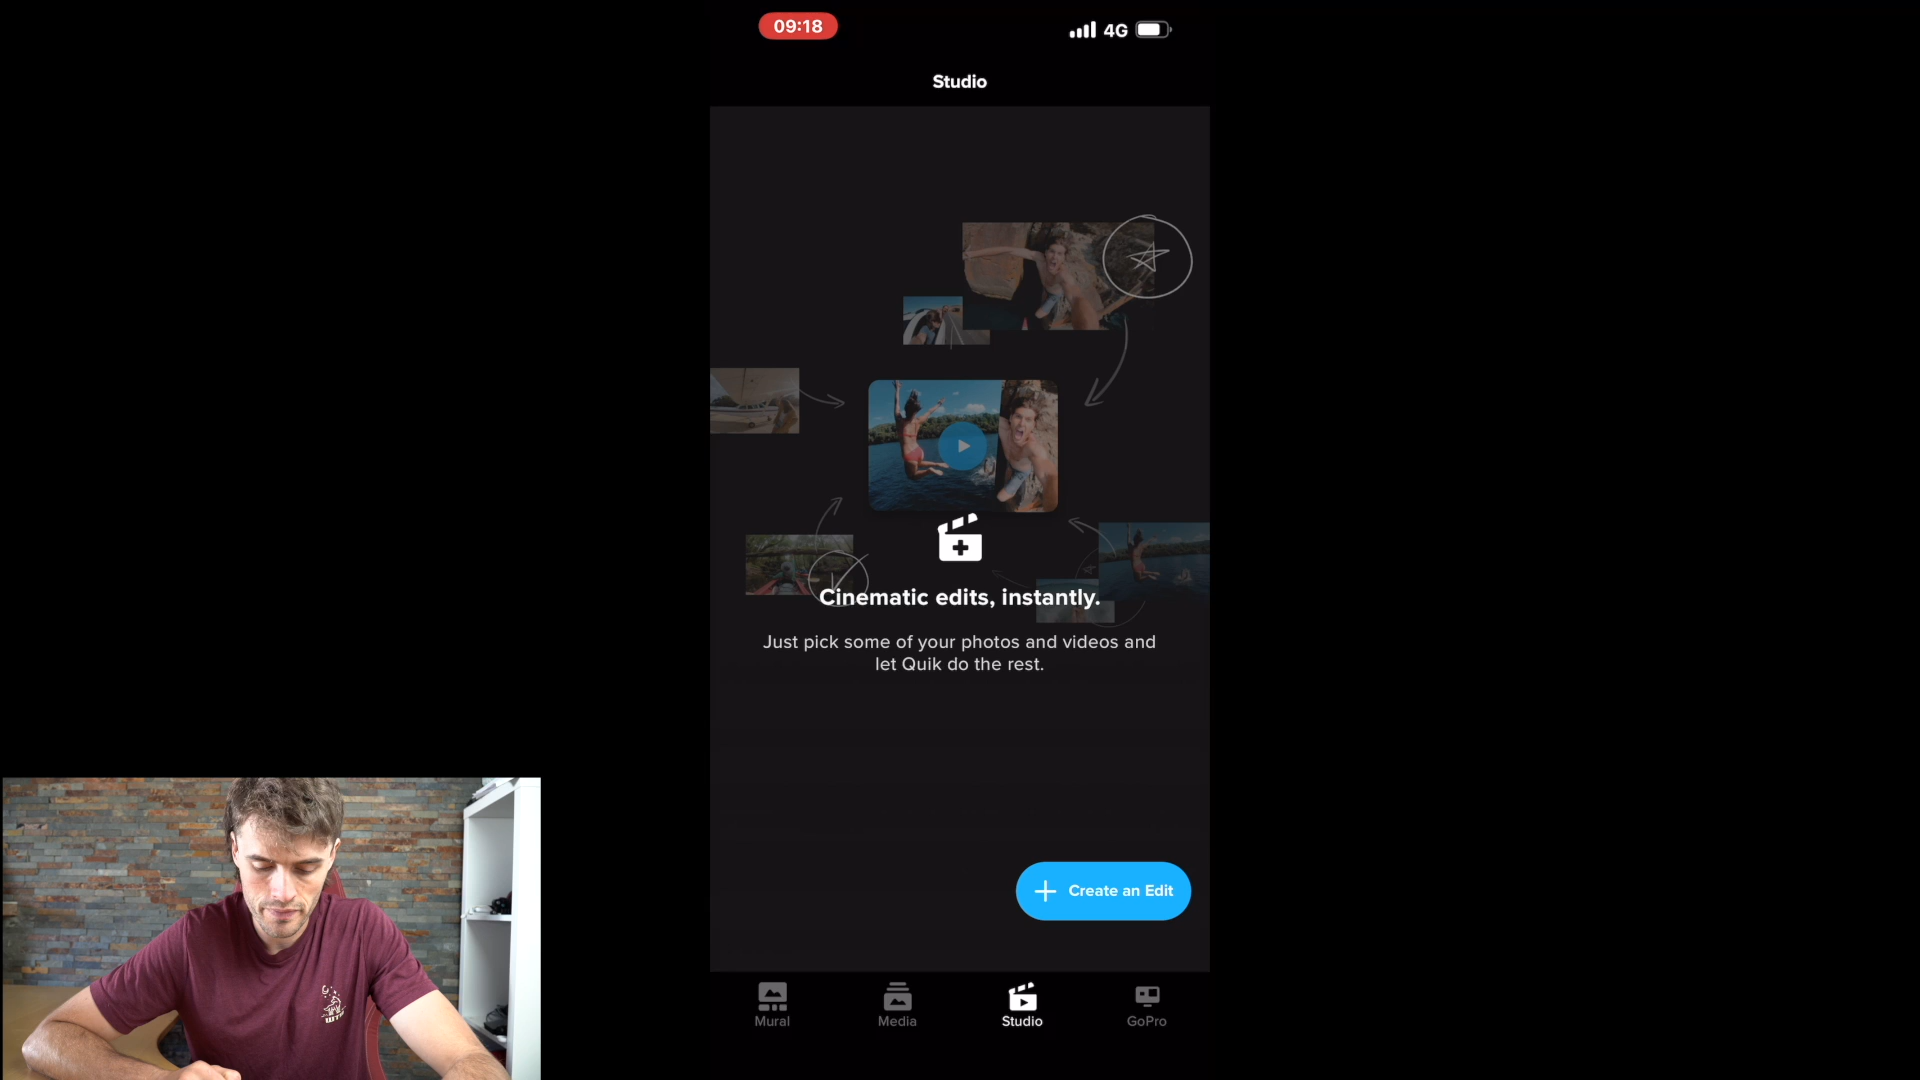 09:18
4G
Studio
Cinematic edits, instantly.
Just pick some of your photos and videos and
let Quik do the rest.
Create an Edit
Mural
Media
Studio
GoPro